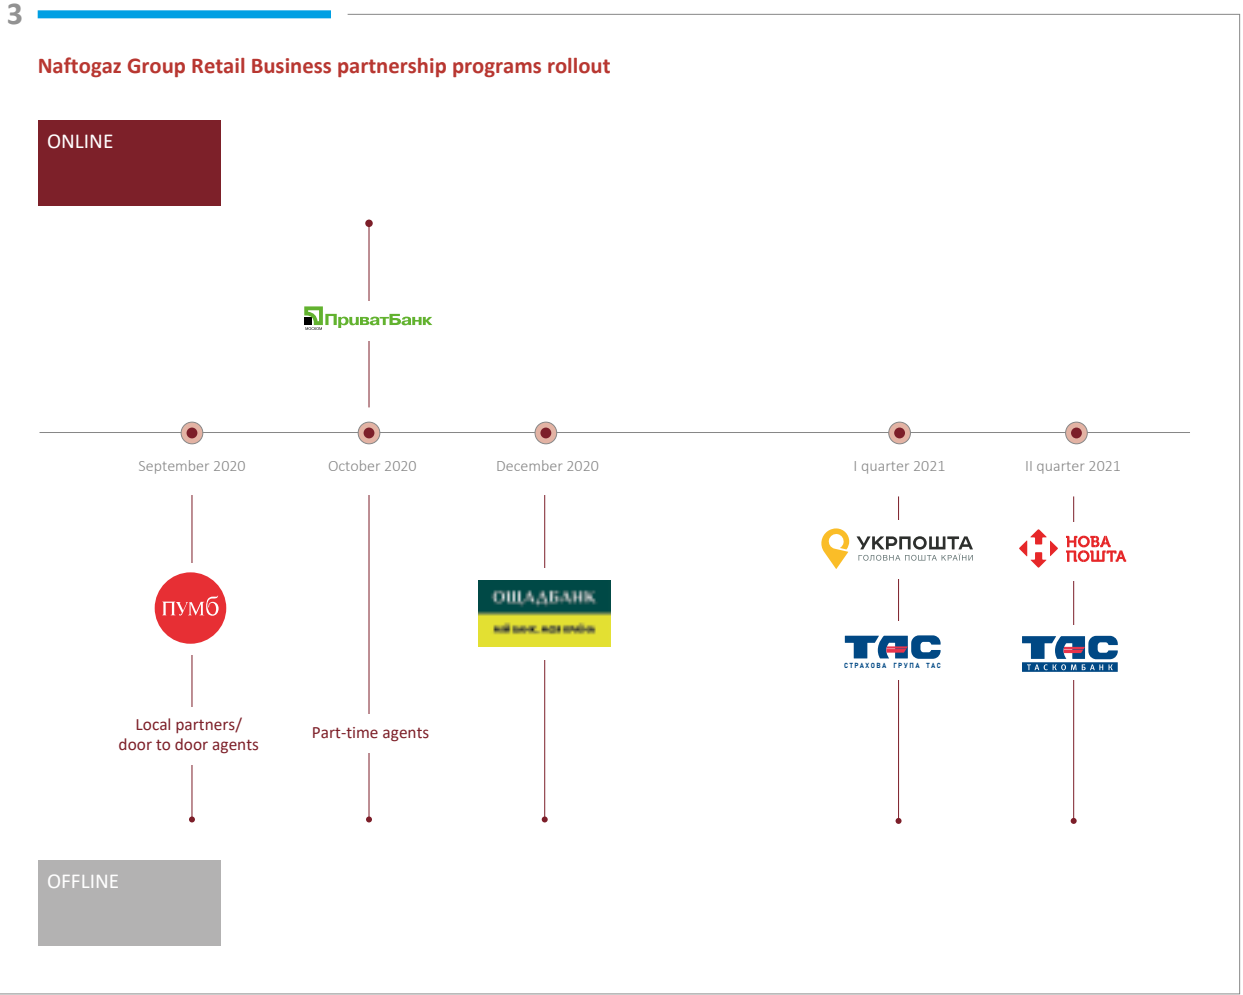 3
Naftogaz Group Retail Business partnership programs rollout
ONLINE
ПриватБанк
September 2020
October 2020
December 2020
I quarter 2021
II quarter 2021
УКРПОШТА
ГОЛОВНА ПОШТА КРАЇНИ
НОВА
ПОШТА
ПУМБ
ОЩАДБАНК
ТАС
СТРАХОВА ГРУПА ТАС
ТАС
ТАСКОМБАНК
Local partners/
door to door agents
Part-time agents
OFFLINE